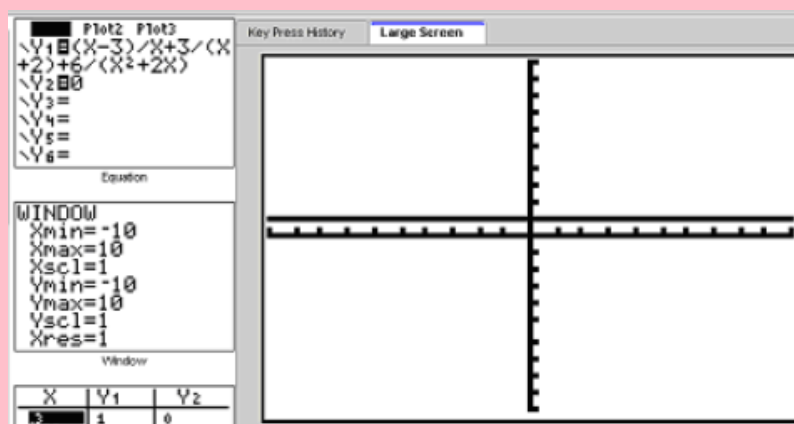 Plot2 Plot3
\Y1=(X-3)/X+3/(X
+2)+6/(X²+2X)
\Y2=0
\Y3=
\Y4=
\Y5=
\Y6=
Equation
WINDOW
Xmin=-10
Xmax=10
Xscl=1
Ymin=-10
Ymax=10
Yscl=1
Xres=1
Window
X Y1 Y2
3 1 0
Key Press History Large Screen